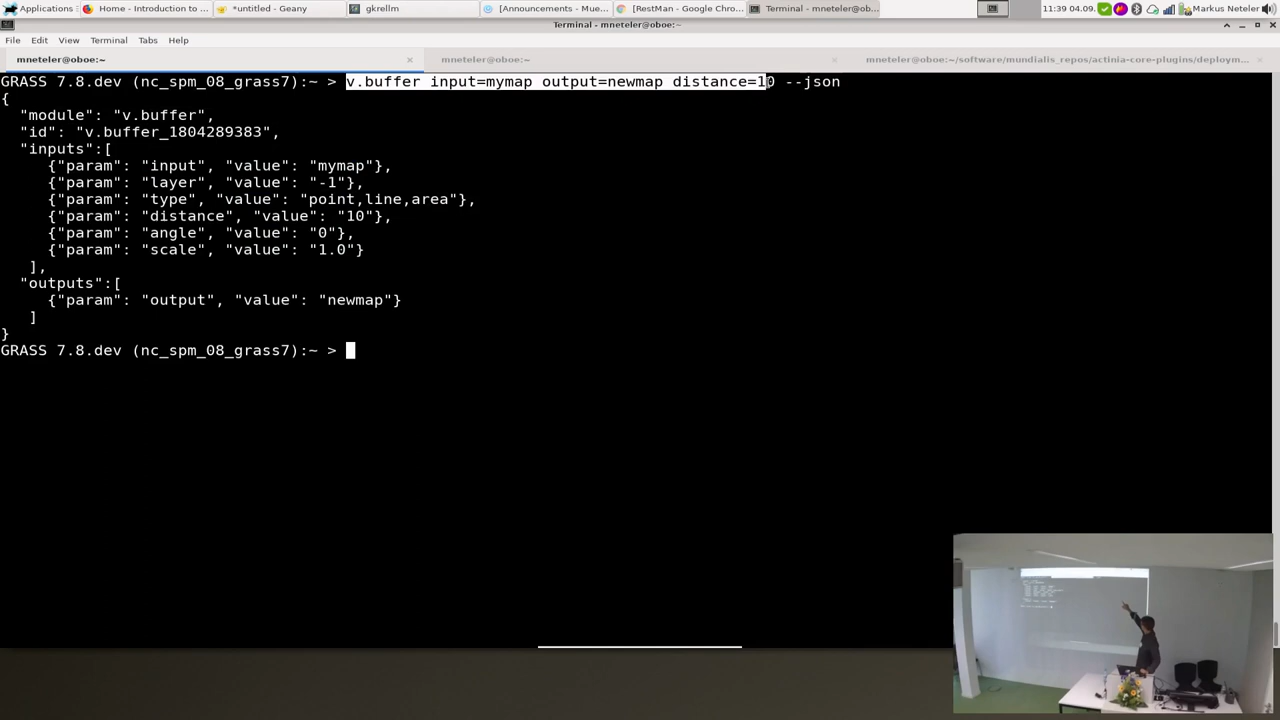 Applications
Home - Introduction to ...
*untitled - Geany
gkrellm
[Announcements - Mue...
[RestMan - Google Chro...
Terminal - mneteler@ob...
11:39 04.09.
Markus Neteler
Terminal - mneteler@oboe:~
File Edit View Terminal Tabs Help
mneteler@oboe:~
mneteler@oboe:~
mneteler@oboe:~/software/mundialis_repos/actinia-core-plugins/deploym...
GRASS 7.8.dev (nc_spm_08_grass7):~ > v.buffer input=mymap output=newmap distance=10 --json
{
"module": "v.buffer",
"id": "v.buffer_1804289383",
"inputs":[
{"param": "input", "value": "mymap"},
{"param": "layer", "value": "-1"},
{"param": "type", "value": "point,line,area"},
{"param": "distance", "value": "10"},
{"param": "angle", "value": "0"},
{"param": "scale", "value": "1.0"}
],
"outputs":[
{"param": "output", "value": "newmap"}
]
}
GRASS 7.8.dev (nc_spm_08_grass7):~ >